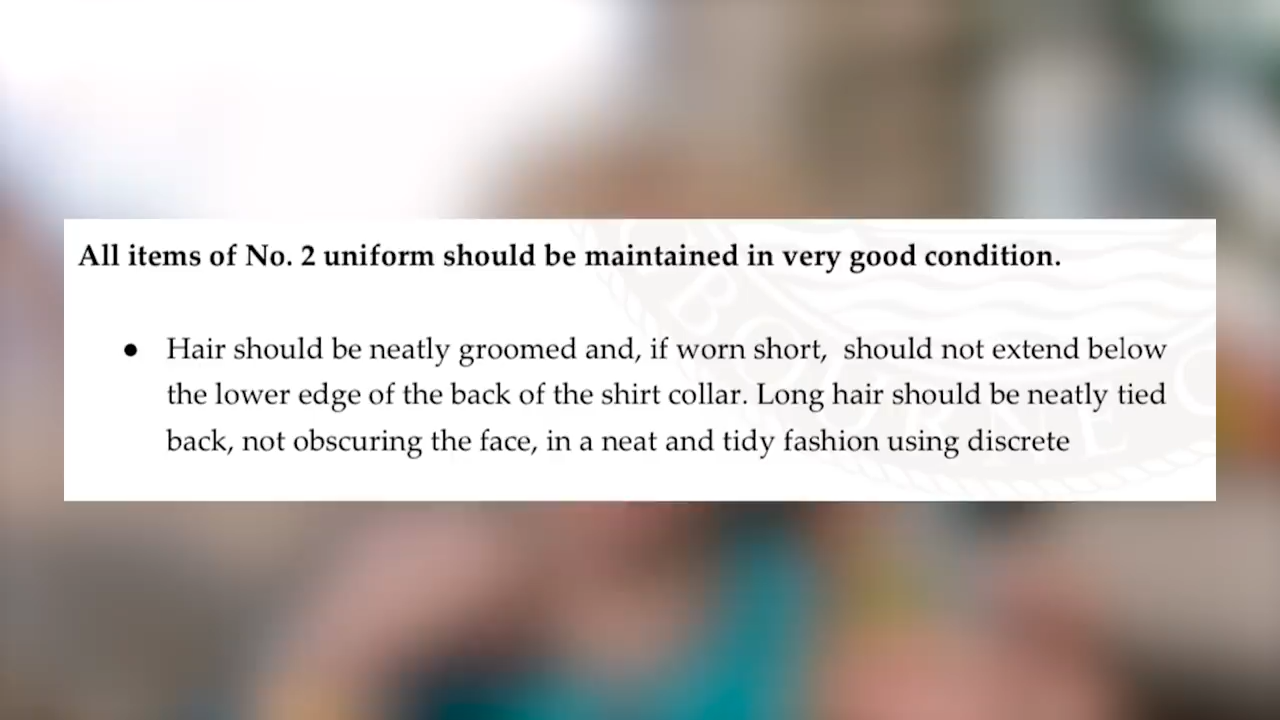 All items of No. 2 uniform should be maintained in very good condition.
● Hair should be neatly groomed and, if worn short, should not extend below
the lower edge of the back of the shirt collar. Long hair should be neatly tied
back, not obscuring the face, in a neat and tidy fashion using discrete